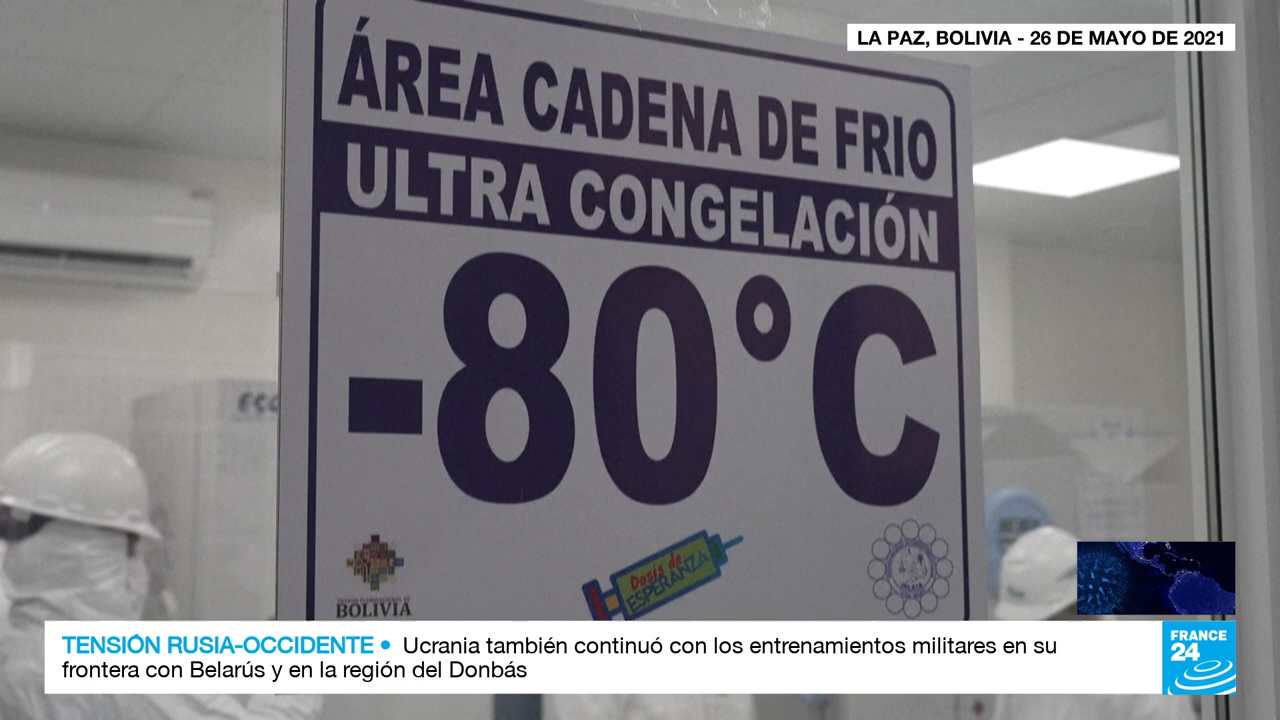 LA PAZ, BOLIVIA - 26 DE MAYO DE 2021
ÁREA CADENA DE FRIO
ULTRA CONGELACIÓN
-80°C
Dosis de
ESPERANZA
BOLIVIA
TENSIÓN RUSIA-OCCIDENTE • Ucrania también continuó con los entrenamientos militares en su
frontera con Belarús y en la región del Donbás
FRANCE
24